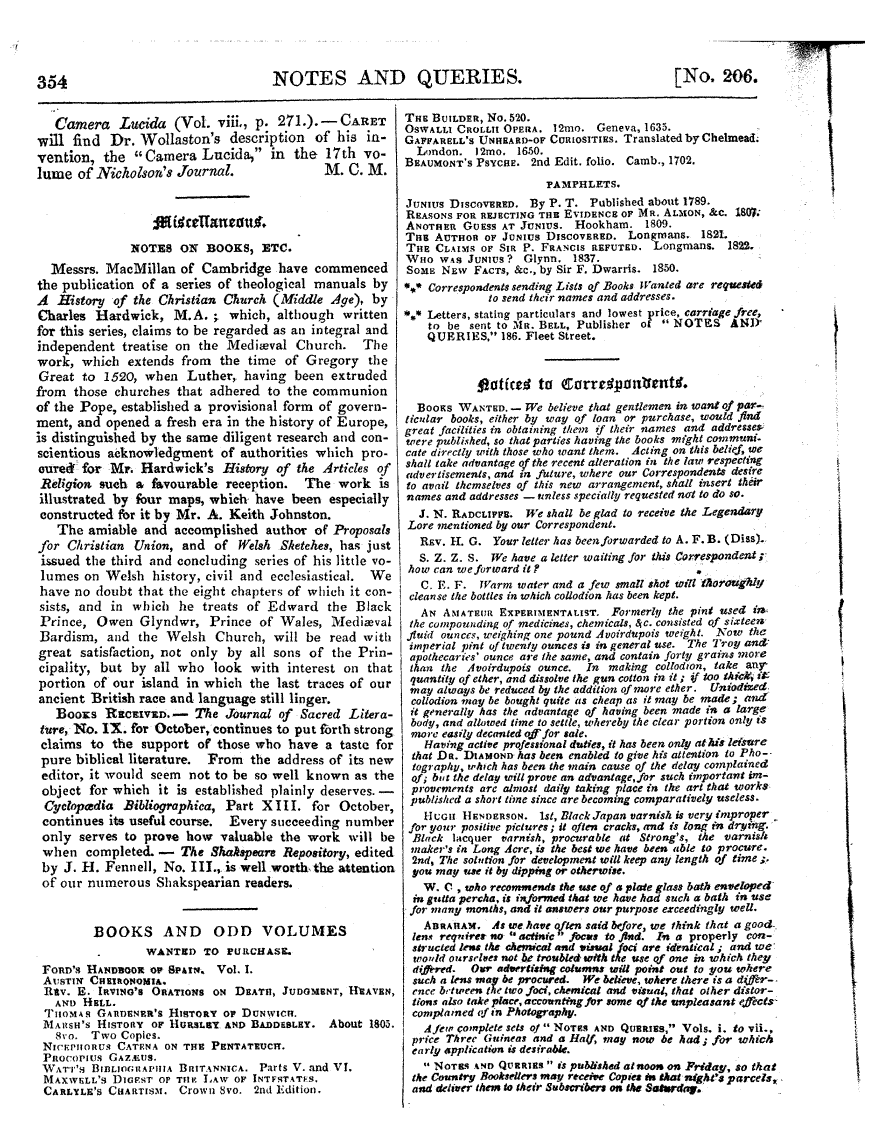 354 NOTES AND QUERIES. [No. 206.
Camera Lucida (Vol. viii., p. 271.).—CARET
will find Dr. Wollaston's description of his in-
vention, the "Camera Lucida," in the 17th vo-
lume of Nicholson's Journal. M. C. M.
Miscellaneous.
NOTES ON BOOKS, ETC.
Messrs. MacMillan of Cambridge have commenced
the publication of a series of theological manuals by
A History of the Christian Church (Middle Age), by
Charles Hardwick, M.A.; which, although written
for this series, claims to be regarded as an integral and
independent treatise on the Mediæval Church. The
work, which extends from the time of Gregory the
Great to 1520, when Luther, having been extruded
from those churches that adhered to the communion
of the Pope, established a provisional form of govern-
ment, and opened a fresh era in the history of Europe,
is distinguished by the same diligent research and con-
scientious acknowledgment of authorities which pro-
cured for Mr. Hardwick's History of the Articles of
Religion such a favourable reception. The work is
illustrated by four maps, which have been especially
constructed for it by Mr. A. Keith Johnston.
The amiable and accomplished author of Proposals
for Christian Union, and of Welsh Sketches, has just
issued the third and concluding series of his little vo-
lumes on Welsh history, civil and ecclesiastical. We
have no doubt that the eight chapters of which it con-
sists, and in which he treats of Edward the Black
Prince, Owen Glyndwr, Prince of Wales, Mediæval
Bardism, and the Welsh Church, will be read with
great satisfaction, not only by all sons of the Prin-
cipality, but by all who look with interest on that
portion of our island in which the last traces of our
ancient British race and language still linger.
BOOKS RECEIVED.—The Journal of Sacred Litera-
ture, No. IX. for October, continues to put forth strong
claims to the support of those who have a taste for
pure biblical literature. From the address of its new
editor, it would seem not to be so well known as the
object for which it is established plainly deserves.—
Cyclopædia Bibliographica, Part XIII. for October,
continues its useful course. Every succeeding number
only serves to prove how valuable the work will be
when completed.—The Shakspeare Repository, edited
by J. H. Fennell, No. III., is well worth the attention
of our numerous Shakspearian readers.
BOOKS AND ODD VOLUMES
WANTED TO PURCHASE.
FORD'S HANDBOOK OF SPAIN. Vol. I.
AUSTIN CHEIRONOMIA.
REV. E. IRVING'S ORATIONS ON DEATH, JUDGMENT, HEAVEN,
AND HELL.
THOMAS GARDENER'S HISTORY OF DUNWICH.
MARSH'S HISTORY OF HURSLEY AND BADDESLEY. About 1805.
8vo. Two Copies.
NICEPHORUS CATENA ON THE PENTATEUCH.
PROCOPIUS GAZÆUS.
WATT'S BIBLIOGRAPHIA BRITANNICA. Parts V. and VI.
MAXWELL'S DIGEST OF THE LAW OF INTESTATES.
CARLYLE'S CHARTISM. Crown 8vo. 2nd Edition.
THE BUILDER, No. 520.
OSWALLI CROLLII OPERA. 12mo. Geneva, 1635.
GAFFARELL'S UNHEARD-OF CURIOSITIES. Translated by Chelmead.
London. 12mo. 1650.
BEAUMONT'S PSYCHE. 2nd Edit. folio. Camb., 1702.
PAMPHLETS.
JUNIUS DISCOVERED. By P. T. Published about 1789.
REASONS FOR REJECTING THE EVIDENCE OF MR. ALMON, &c. 1807.
ANOTHER GUESS AT JUNIUS. Hookham. 1809.
THE AUTHOR OF JUNIUS DISCOVERED. Longmans. 1821.
THE CLAIMS OF SIR P. FRANCIS REFUTED. Longmans. 1822.
WHO WAS JUNIUS? Glynn. 1837.
SOME NEW FACTS, &c., by Sir F. Dwarris. 1850.
*** Correspondents sending Lists of Books Wanted are requested
to send their names and addresses.
*** Letters, stating particulars and lowest price, carriage free,
to be sent to MR. BELL, Publisher of "NOTES AND
QUERIES," 186. Fleet Street.
Notices to Correspondents.
BOOKS WANTED.—We believe that gentlemen in want of par-
ticular books, either by way of loan or purchase, would find
great facilities in obtaining them if their names and addresses
were published, so that parties having the books might communi-
cate directly with those who want them. Acting on this belief, we
shall take advantage of the recent alteration in the law respecting
advertisements, and in future, where our Correspondents desire
to avail themselves of this new arrangement, shall insert their
names and addresses—unless specially requested not to do so.
J. N. RADCLIFFE. We shall be glad to receive the Legendary
Lore mentioned by our Correspondent.
REV. H. G. Your letter has been forwarded to A. F. B. (Diss).
S. Z. Z. S. We have a letter waiting for this Correspondent;
how can we forward it?
C. E. F. Warm water and a few small shot will thoroughly
cleanse the bottles in which collodion has been kept.
AN AMATEUR EXPERIMENTALIST. Formerly the pint used in
the compounding of medicines, chemicals, &c. consisted of sixteen
fluid ounces, weighing one pound Avoirdupois weight. Now the
imperial pint of twenty ounces is in general use. The Troy and
apothecaries' ounce are the same, and contain forty grains more
than the Avoirdupois ounce. In making collodion, take any
quantity of ether, and dissolve the gun cotton in it; if too thick, it
may always be reduced by the addition of more ether. Uniodized
collodion may be bought quite as cheap as it may be made; and
it generally has the advantage of having been made in a large
body, and allowed time to settle, whereby the clear portion only is
more easily decanted off for sale.
Having active professional duties, it has been only at his leisure
that DR. DIAMOND has been enabled to give his attention to Pho-
tography, which has been the main cause of the delay complained
of; but the delay will prove an advantage, for such important im-
provements are almost daily taking place in the art that works
published a short time since are becoming comparatively useless.
HUGH HENDERSON. 1st, Black Japan varnish is very improper
for your positive pictures; it often cracks, and is long in drying.
Black lacquer varnish, procurable at Strong's, the varnish
maker's in Long Acre, is the best we have been able to procure.
2nd, The solution for development will keep any length of time;
you may use it by dipping or otherwise.
W. C , who recommends the use of a plate glass bath enveloped
in gutta percha, is informed that we have had such a bath in use
for many months, and it answers our purpose exceedingly well.
ABRAHAM. As we have often said before, we think that a good
lens requires no "actinic" focus to find. In a properly con-
structed lens the chemical and visual foci are identical; and we
would ourselves not be troubled with the use of one in which they
differed. Our advertising columns will point out to you where
such a lens may be procured. We believe, where there is a differ-
ence between the two foci, chemical and visual, that other distor-
tions also take place, accounting for some of the unpleasant effects
complained of in Photography.
A few complete sets of "NOTES AND QUERIES," Vols. i. to vii.,
price Three Guineas and a Half, may now be had; for which
early application is desirable.
"NOTES AND QUERIES" is published at noon on Friday, so that
the Country Booksellers may receive Copies in that night's parcels,
and deliver them to their Subscribers on the Saturday.